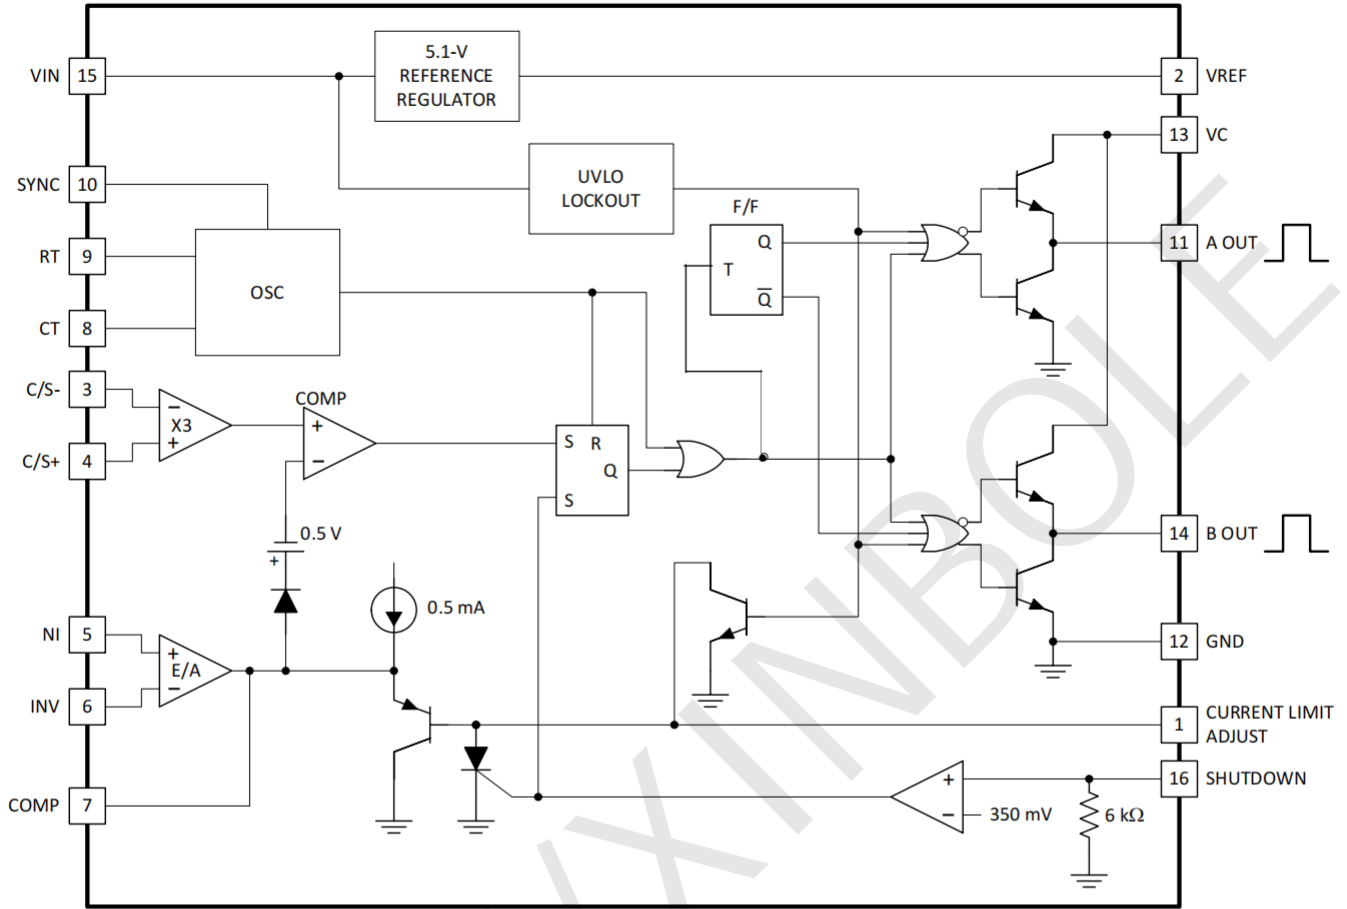 5.1-V
REFERENCE
REGULATOR
VIN 15
2 VREF
13 VC
SYNC 10
UVLO
LOCKOUT
F/F
RT 9
Q
T
Q̅
11 A OUT
OSC
CT 8
C/S- 3
COMP
−
X3
+
+
−
C/S+ 4
S R
Q
S
0.5 V
+
14 B OUT
0.5 mA
NI 5
+
E/A
−
INV 6
12 GND
1 CURRENT LIMIT
ADJUST
COMP 7
16 SHUTDOWN
+
−
350 mV
6 kΩ
XINBOLE